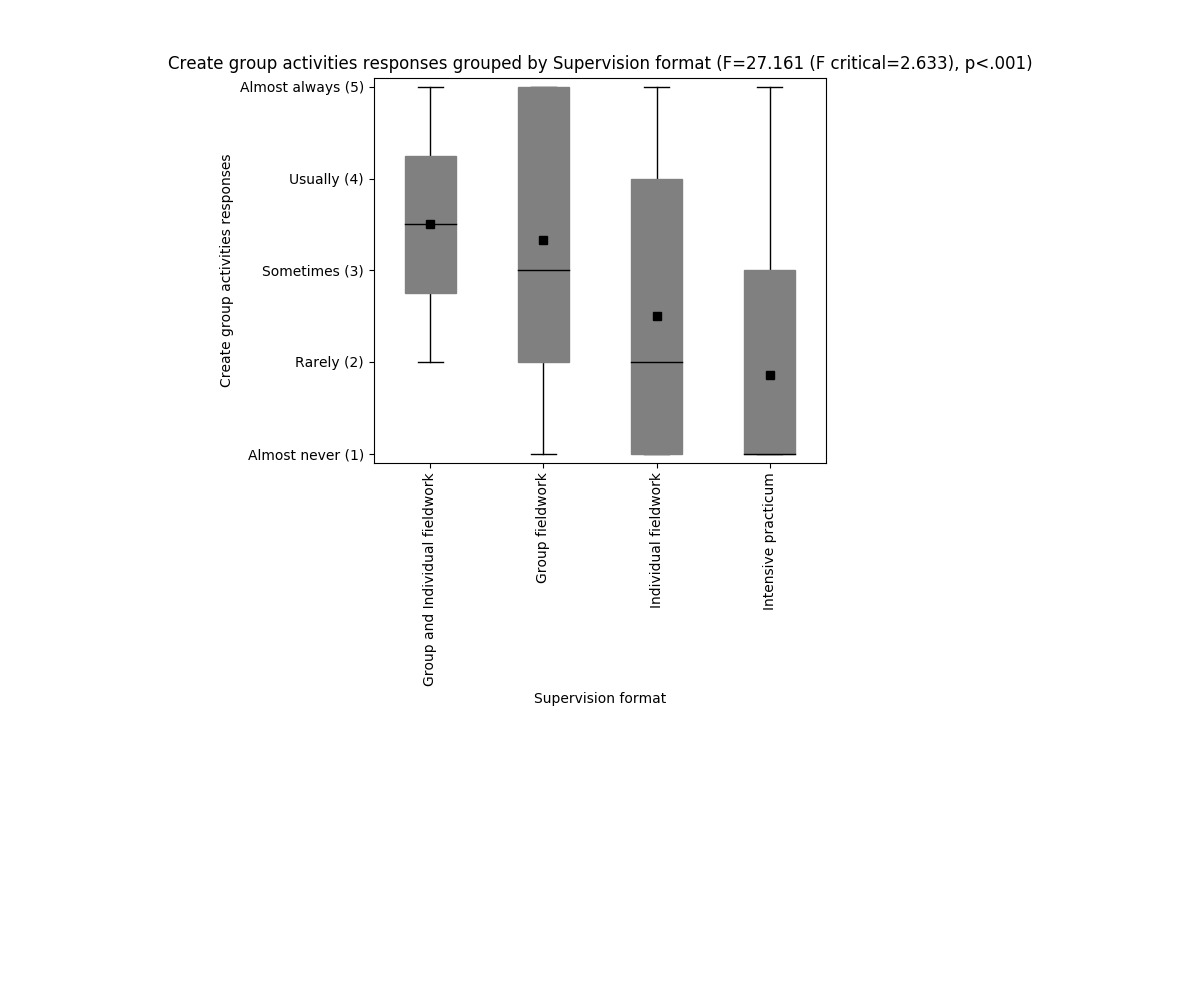 Create group activities responses grouped by Supervision format (F=27.161 (F critical=2.633), p<.001)
Create group activities responses
Almost always (5)
Usually (4)
Sometimes (3)
Rarely (2)
Almost never (1)
Group and Individual fieldwork
Group fieldwork
Individual fieldwork
Intensive practicum
Supervision format